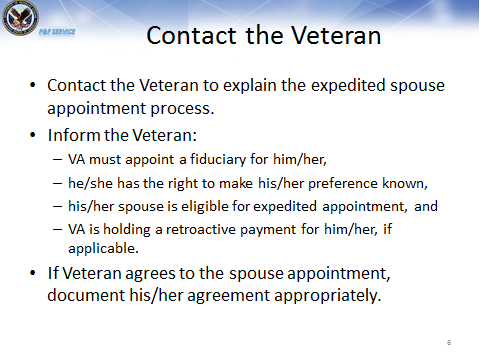 P&F SERVICE
Contact the Veteran
• Contact the Veteran to explain the expedited spouse
appointment process.
• Inform the Veteran:
– VA must appoint a fiduciary for him/her,
– he/she has the right to make his/her preference known,
– his/her spouse is eligible for expedited appointment, and
– VA is holding a retroactive payment for him/her, if
applicable.
• If Veteran agrees to the spouse appointment,
document his/her agreement appropriately.
6